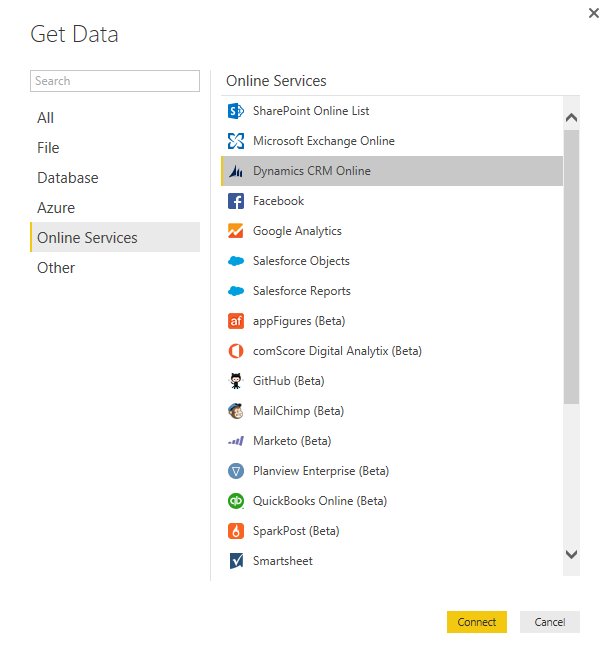 Get Data
Search
All
File
Database
Azure
Online Services
Other
Online Services
SharePoint Online List
Microsoft Exchange Online
Dynamics CRM Online
Facebook
Google Analytics
Salesforce Objects
Salesforce Reports
af appFigures (Beta)
comScore Digital Analytix (Beta)
GitHub (Beta)
MailChimp (Beta)
Marketo (Beta)
Planview Enterprise (Beta)
qb QuickBooks Online (Beta)
SparkPost (Beta)
Smartsheet
Connect
Cancel